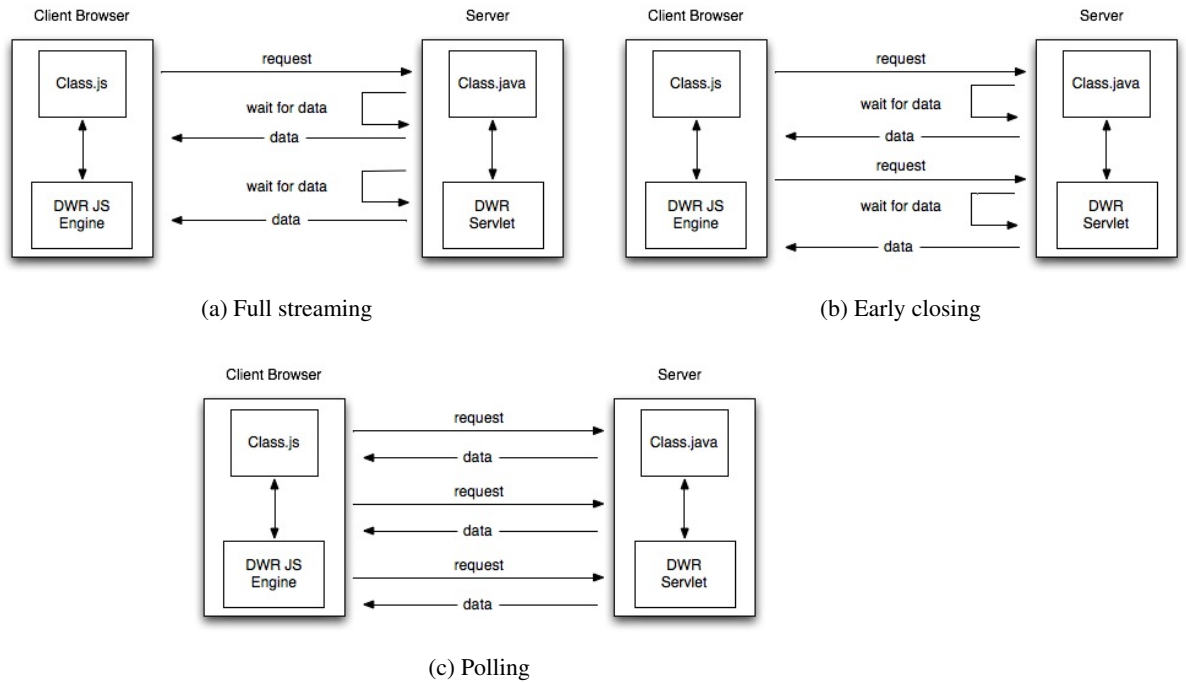 Client Browser
Server
Class.js
request
Class.java
wait for data
data
wait for data
DWR JS
Engine
data
DWR
Servlet
(a) Full streaming
Client Browser
Server
Class.js
request
Class.java
wait for data
data
request
DWR JS
Engine
wait for data
DWR
Servlet
data
(b) Early closing
Client Browser
Server
Class.js
request
Class.java
data
request
data
DWR JS
Engine
request
DWR
Servlet
data
(c) Polling